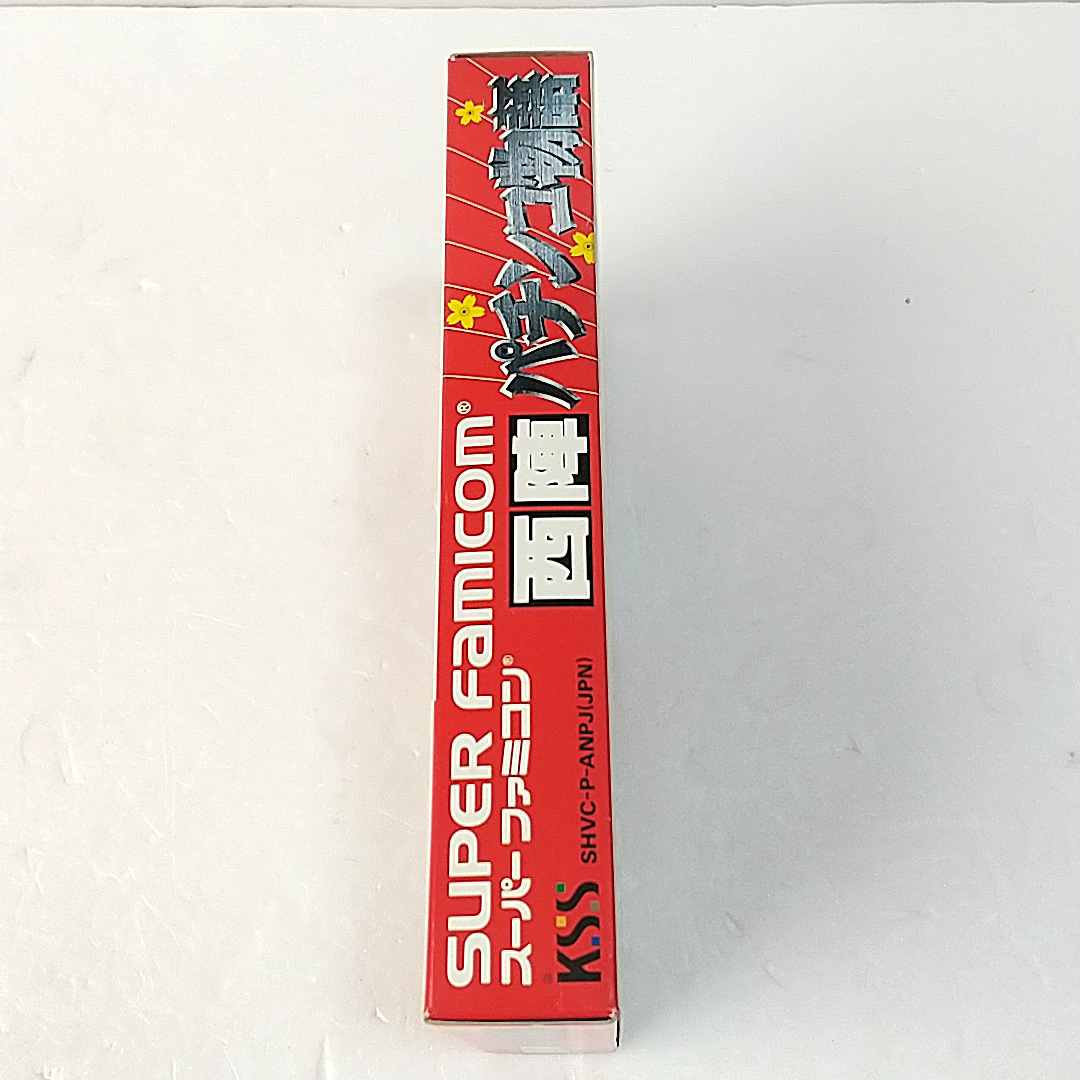 SUPER FAMICOM®
スーパーファミコン®
西陣
パチンコ物語
KSS
SHVC-P-ANPJ(JPN)